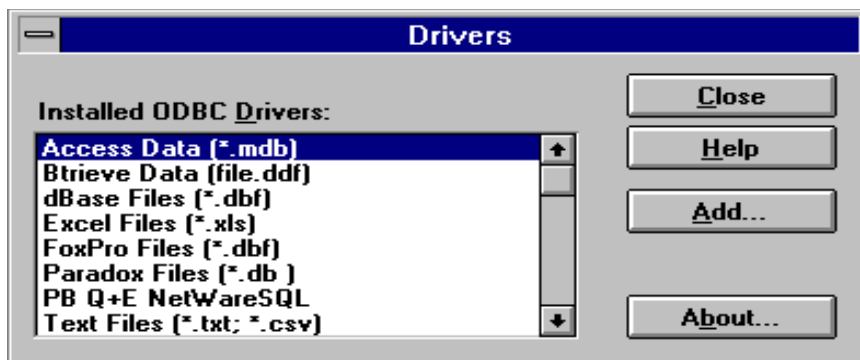 Drivers
Installed ODBC Drivers:
Access Data (*.mdb)
Btrieve Data (file.ddf)
dBase Files (*.dbf)
Excel Files (*.xls)
FoxPro Files (*.dbf)
Paradox Files (*.db )
PB Q+E NetWareSQL
Text Files (*.txt; *.csv)
Close
Help
Add...
About...